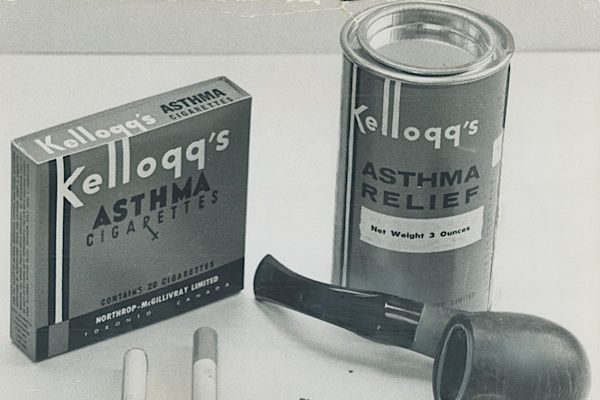 Kellogg's ASTHMA
CIGARETTES
Kellogg's
ASTHMA
CIGARETTES
CONTAINS 20 CIGARETTES
NORTHROP-McGILLIVRAY LIMITED
TORONTO CANADA
Kellogg's
ASTHMA
RELIEF
Net Weight 3 Ounces
LIMITED